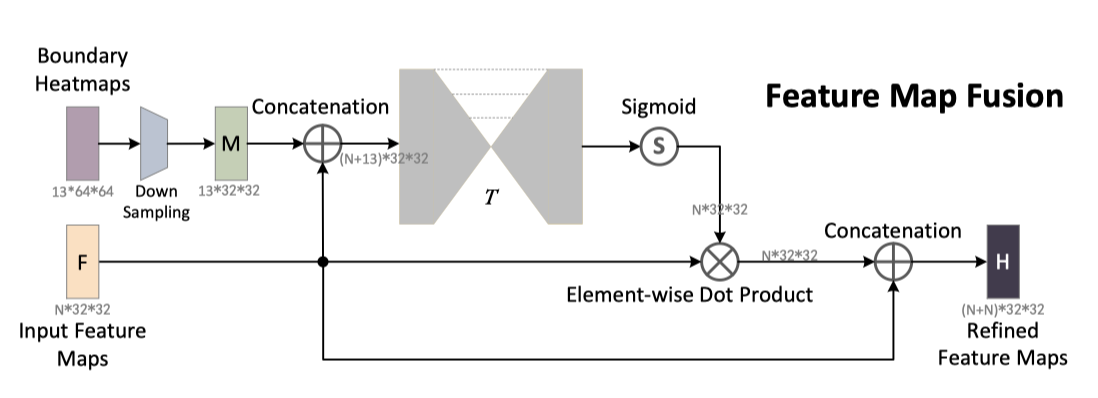 Boundary
Heatmaps
Feature Map Fusion
Concatenation
Sigmoid
M
S
(N+13)*32*32
13*64*64
Down
Sampling
13*32*32
T
N*32*32
Concatenation
F
N*32*32
H
Element-wise Dot Product
N*32*32
Input Feature
Maps
(N+N)*32*32
Refined
Feature Maps